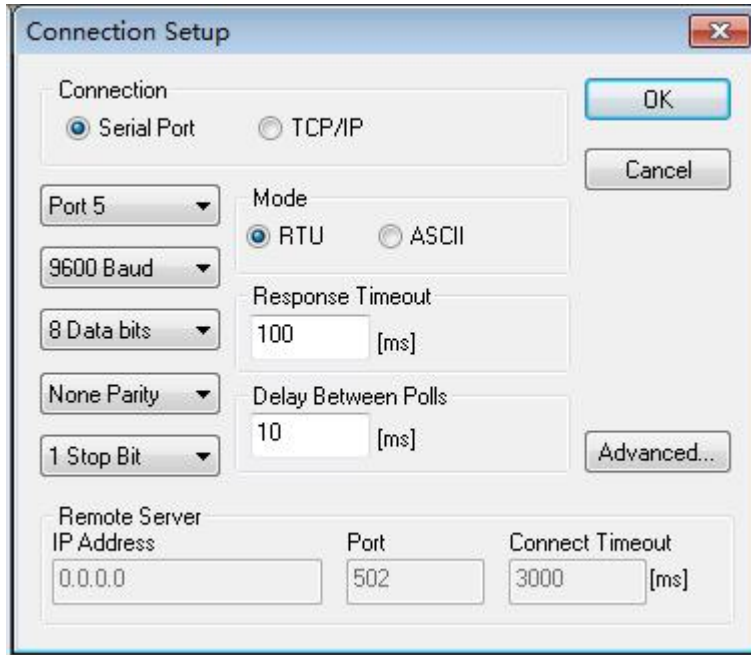 Connection Setup
Connection
Serial Port
TCP/IP
OK
Cancel
Port 5
9600 Baud
8 Data bits
None Parity
1 Stop Bit
Mode
RTU
ASCII
Response Timeout
100 [ms]
Delay Between Polls
10 [ms]
Advanced...
Remote Server
IP Address
0.0.0.0
Port
502
Connect Timeout
3000 [ms]